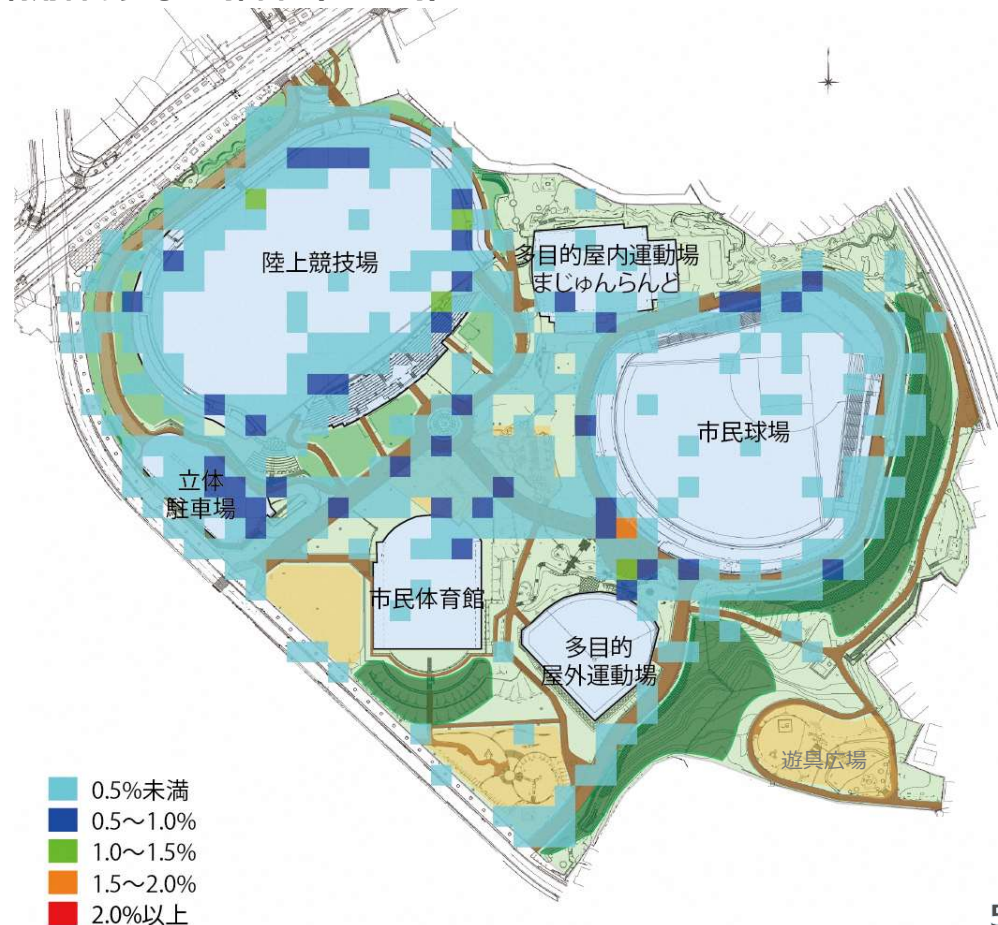 陸上競技場
多目的屋内運動場
まじゅんらんど
市民球場
立体
駐車場
市民体育館
多目的
屋外運動場
遊具広場
0.5%未満
0.5～1.0%
1.0～1.5%
1.5～2.0%
2.0%以上